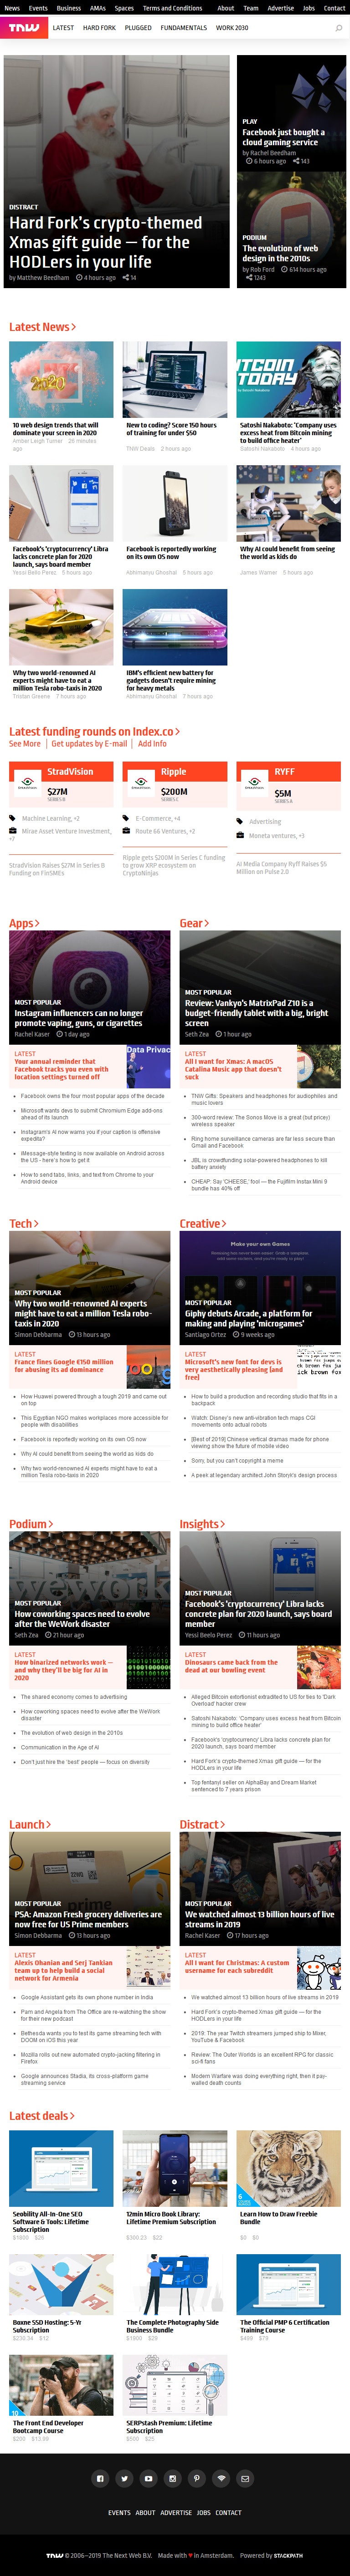 News Events Business AMAs Spaces Terms and Conditions About Team Advertise Jobs Contact
TNW LATEST HARD FORK PLUGGED FUNDAMENTALS WORK 2030
DISTRACT
Hard Fork's crypto-themed
Xmas gift guide — for the
HODLers in your life
by Matthew Beedham 4 hours ago 14
PLAY
Facebook just bought a
cloud gaming service
by Rachel Beedham
6 hours ago 143
PODIUM
The evolution of web
design in the 2010s
by Rob Ford 614 hours ago
1243
Latest News
10 web design trends that will
dominate your screen in 2020
Amber Leigh Turner 26 minutes
ago
New to coding? Score 150 hours
of training for under $50
TNW Deals 2 hours ago
BITCOIN
TODAY
Satoshi Nakaboto: 'Company uses
excess heat from Bitcoin mining
to build office heater'
Satoshi Nakaboto 4 hours ago
Facebook's 'cryptocurrency' Libra
lacks concrete plan for 2020
launch, says board member
Yessi Bello Perez 5 hours ago
Facebook is reportedly working
on its own OS now
Abhimanyu Ghoshal 5 hours ago
Why AI could benefit from seeing
the world as kids do
James Warner 5 hours ago
Why two world-renowned AI
experts might have to eat a
million Tesla robo-taxis in 2020
Tristan Greene 7 hours ago
IBM's efficient new battery for
gadgets doesn't require mining
for heavy metals
Abhimanyu Ghoshal 7 hours ago
Latest funding rounds on Index.co
See More | Get updates by E-mail | Add Info
StradVision
$27M
SERIES B
Machine Learning, +2
Mirae Asset Venture Investment,
+7
StradVision Raises $27M in Series B
Funding on FinSMEs
Ripple
$200M
SERIES C
E-Commerce, +4
Route 66 Ventures, +2
Ripple gets $200M in Series C funding
to grow XRP ecosystem on
CryptoNinjas
RYFF
$5M
SERIES A
Advertising
Moneta ventures, +3
AI Media Company Ryff Raises $5
Million on Pulse 2.0
Apps
MOST POPULAR
Instagram influencers can no longer
promote vaping, guns, or cigarettes
Rachel Kaser 1 day ago
LATEST
Your annual reminder that
Facebook tracks you even with
location settings turned off
Data Privacy
Facebook owns the four most popular apps of the decade
Microsoft wants devs to submit Chromium Edge add-ons
ahead of its launch
Instagram's AI now warns you if your caption is offensive
expedita?
iMessage-style texting is now available on Android across
the US - here's how to get it
How to send tabs, links, and text from Chrome to your
Android device
Gear
MOST POPULAR
Review: Vankyo's MatrixPad Z10 is a
budget-friendly tablet with a big, bright
screen
Seth Zea 1 hour ago
LATEST
All I want for Xmas: A macOS
Catalina Music app that doesn't
suck
TNW Gifts: Speakers and headphones for audiophiles and
music lovers
300-word review: The Sonos Move is a great (but pricey)
wireless speaker
Ring home surveillance cameras are far less secure than
Gmail and Facebook
JBL is crowdfunding solar-powered headphones to kill
battery anxiety
CHEAP: Say 'CHEESE,' fool — the Fujifilm Instax Mini 9
bundle has 40% off
Tech
MOST POPULAR
Why two world-renowned AI experts
might have to eat a million Tesla robo-
taxis in 2020
Simon Debbarma 13 hours ago
LATEST
France fines Google €150 million
for abusing its ad dominance
How Huawei powered through a tough 2019 and came out
on top
This Egyptian NGO makes workplaces more accessible for
people with disabilities
Facebook is reportedly working on its own OS now
Why AI could benefit from seeing the world as kids do
Why two world-renowned AI experts might have to eat a
million Tesla robo-taxis in 2020
Creative
Make your own Games
MOST POPULAR
Giphy debuts Arcade, a platform for
making and playing 'microgames'
Santiago Ortez 9 weeks ago
LATEST
Microsoft's new font for devs is
very aesthetically pleasing (and
free)
How to build a production and recording studio that fits in a
backpack
Watch: Disney's new anti-vibration tech maps CGI
movements onto actual robots
[Best of 2019] Chinese vertical dramas made for phone
viewing show the future of mobile video
Sorry, but you can't copyright a meme
A peek at legendary architect John Storyk's design process
Podium
MOST POPULAR
How coworking spaces need to evolve
after the WeWork disaster
Seth Zea 21 hour ago
LATEST
How binarized networks work —
and why they'll be big for AI in
2020
The shared economy comes to advertising
How coworking spaces need to evolve after the WeWork
disaster
The evolution of web design in the 2010s
Communication in the Age of AI
Don't just hire the 'best' people — focus on diversity
Insights
MOST POPULAR
Facebook's 'cryptocurrency' Libra lacks
concrete plan for 2020 launch, says board
member
Yessi Beelo Perez 11 hours ago
LATEST
Dinosaurs came back from the
dead at our bowling event
Alleged Bitcoin extortionist extradited to US for ties to 'Dark
Overload' hacker crew
Satoshi Nakaboto: 'Company uses excess heat from Bitcoin
mining to build office heater'
Facebook's 'cryptocurrency' Libra lacks concrete plan for
2020 launch, says board member
Hard Fork's crypto-themed Xmas gift guide — for the
HODLers in your life
Top fentanyl seller on AlphaBay and Dream Market
sentenced to 7 years prison
Launch
prime
MOST POPULAR
PSA: Amazon Fresh grocery deliveries are
now free for US Prime members
Simon Debbarma 13 hours ago
LATEST
Alexis Ohanian and Serj Tankian
team up to help build a social
network for Armenia
Google Assistant gets its own phone number in India
Pam and Angela from The Office are re-watching the show
for their new podcast
Bethesda wants you to test its game streaming tech with
DOOM on iOS this year
Mozilla rolls out new automated crypto-jacking filtering in
Firefox
Google announces Stadia, its cross-platform game
streaming service
Distract
MOST POPULAR
We watched almost 13 billion hours of live
streams in 2019
Rachel Kaser 17 hours ago
LATEST
All I want for Christmas: A custom
username for each subreddit
We watched almost 13 billion hours of live streams in 2019
Hard Fork's crypto-themed Xmas gift guide — for the
HODLers in your life
2019: The year Twitch streamers jumped ship to Mixer,
YouTube & Facebook
Review: The Outer Worlds is an excellent RPG for classic
sci-fi fans
Modern Warfare was doing everything right, then it pay-
walled death counts
Latest deals
Seobility All-In-One SEO
Software & Tools: Lifetime
Subscription
$1800 $26
12min Micro Book Library:
Lifetime Premium Subscription
$308.23 $22
Learn How to Draw Freebie
Bundle
$0 $0
Boxne SSD Hosting: 5-Yr
Subscription
$230.34 $12
The Complete Photography Side
Business Bundle
$1900 $29
The Official PMP 6 Certification
Training Course
$498 $79
The Front End Developer
Bootcamp Course
$200 $13.99
SERPstash Premium: Lifetime
Subscription
$500 $25
EVENTS ABOUT ADVERTISE JOBS CONTACT
TNW © 2006—2019 The Next Web B.V. Made with ♥ in Amsterdam. Powered by STACKPATH